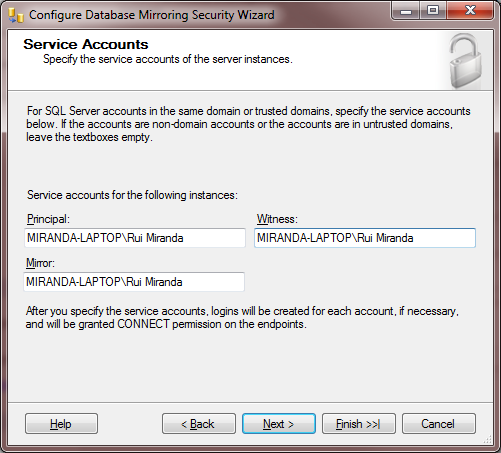 Configure Database Mirroring Security Wizard
Service Accounts
Specify the service accounts of the server instances.
For SQL Server accounts in the same domain or trusted domains, specify the service accounts
below. If the accounts are non-domain accounts or the accounts are in untrusted domains,
leave the textboxes empty.
Service accounts for the following instances:
Principal: Witness:
MIRANDA-LAPTOP\Rui Miranda MIRANDA-LAPTOP\Rui Miranda
Mirror:
MIRANDA-LAPTOP\Rui Miranda
After you specify the service accounts, logins will be created for each account, if necessary,
and will be granted CONNECT permission on the endpoints.
Help < Back Next > Finish >>| Cancel